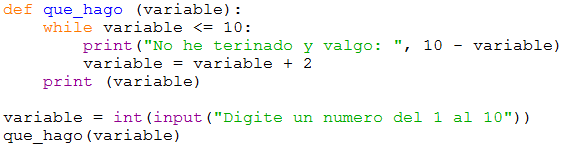 def que_hago (variable):
    while variable <= 10:
        print("No he terinado y valgo: ", 10 - variable)
        variable = variable + 2
    print (variable)

variable = int(input("Digite un numero del 1 al 10"))
que_hago(variable)